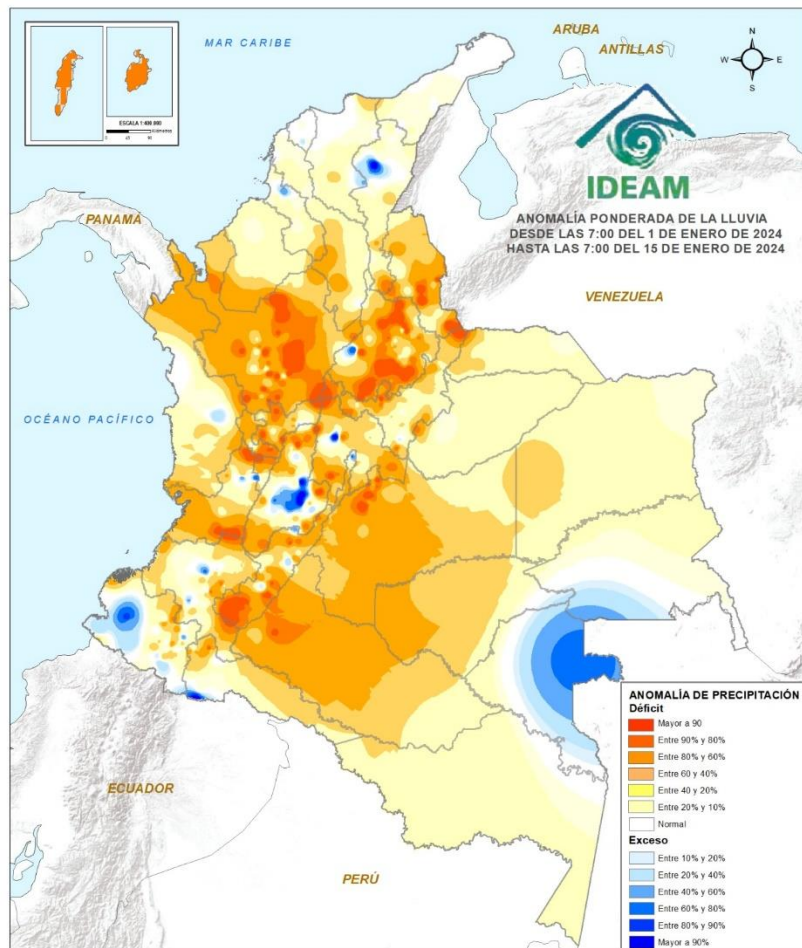 MAR CARIBE
ARUBA
ANTILLAS
N
W
E
S
ESCALA 1:400.000
IDEAM
ANOMALÍA PONDERADA DE LA LLUVIA
DESDE LAS 7:00 DEL 1 DE ENERO DE 2024
HASTA LAS 7:00 DEL 15 DE ENERO DE 2024
PANAMÁ
VENEZUELA
OCÉANO PACÍFICO
ECUADOR
PERÚ
ANOMALÍA DE PRECIPITACIÓN
Déficit
Mayor a 90
Entre 90% y 80%
Entre 80% y 60%
Entre 60 y 40%
Entre 40 y 20%
Entre 20% y 10%
Normal
Exceso
Entre 10% y 20%
Entre 20% y 40%
Entre 40% y 60%
Entre 60% y 80%
Entre 80% y 90%
Mayor a 90%